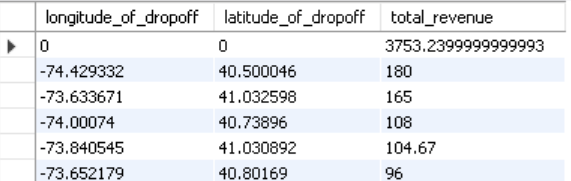 longitude_of_dropoff latitude_of_dropoff total_revenue
0 0 3753.2399999999993
-74.429332 40.500046 180
-73.633671 41.032598 165
-74.00074 40.73896 108
-73.840545 41.030892 104.67
-73.652179 40.80169 96